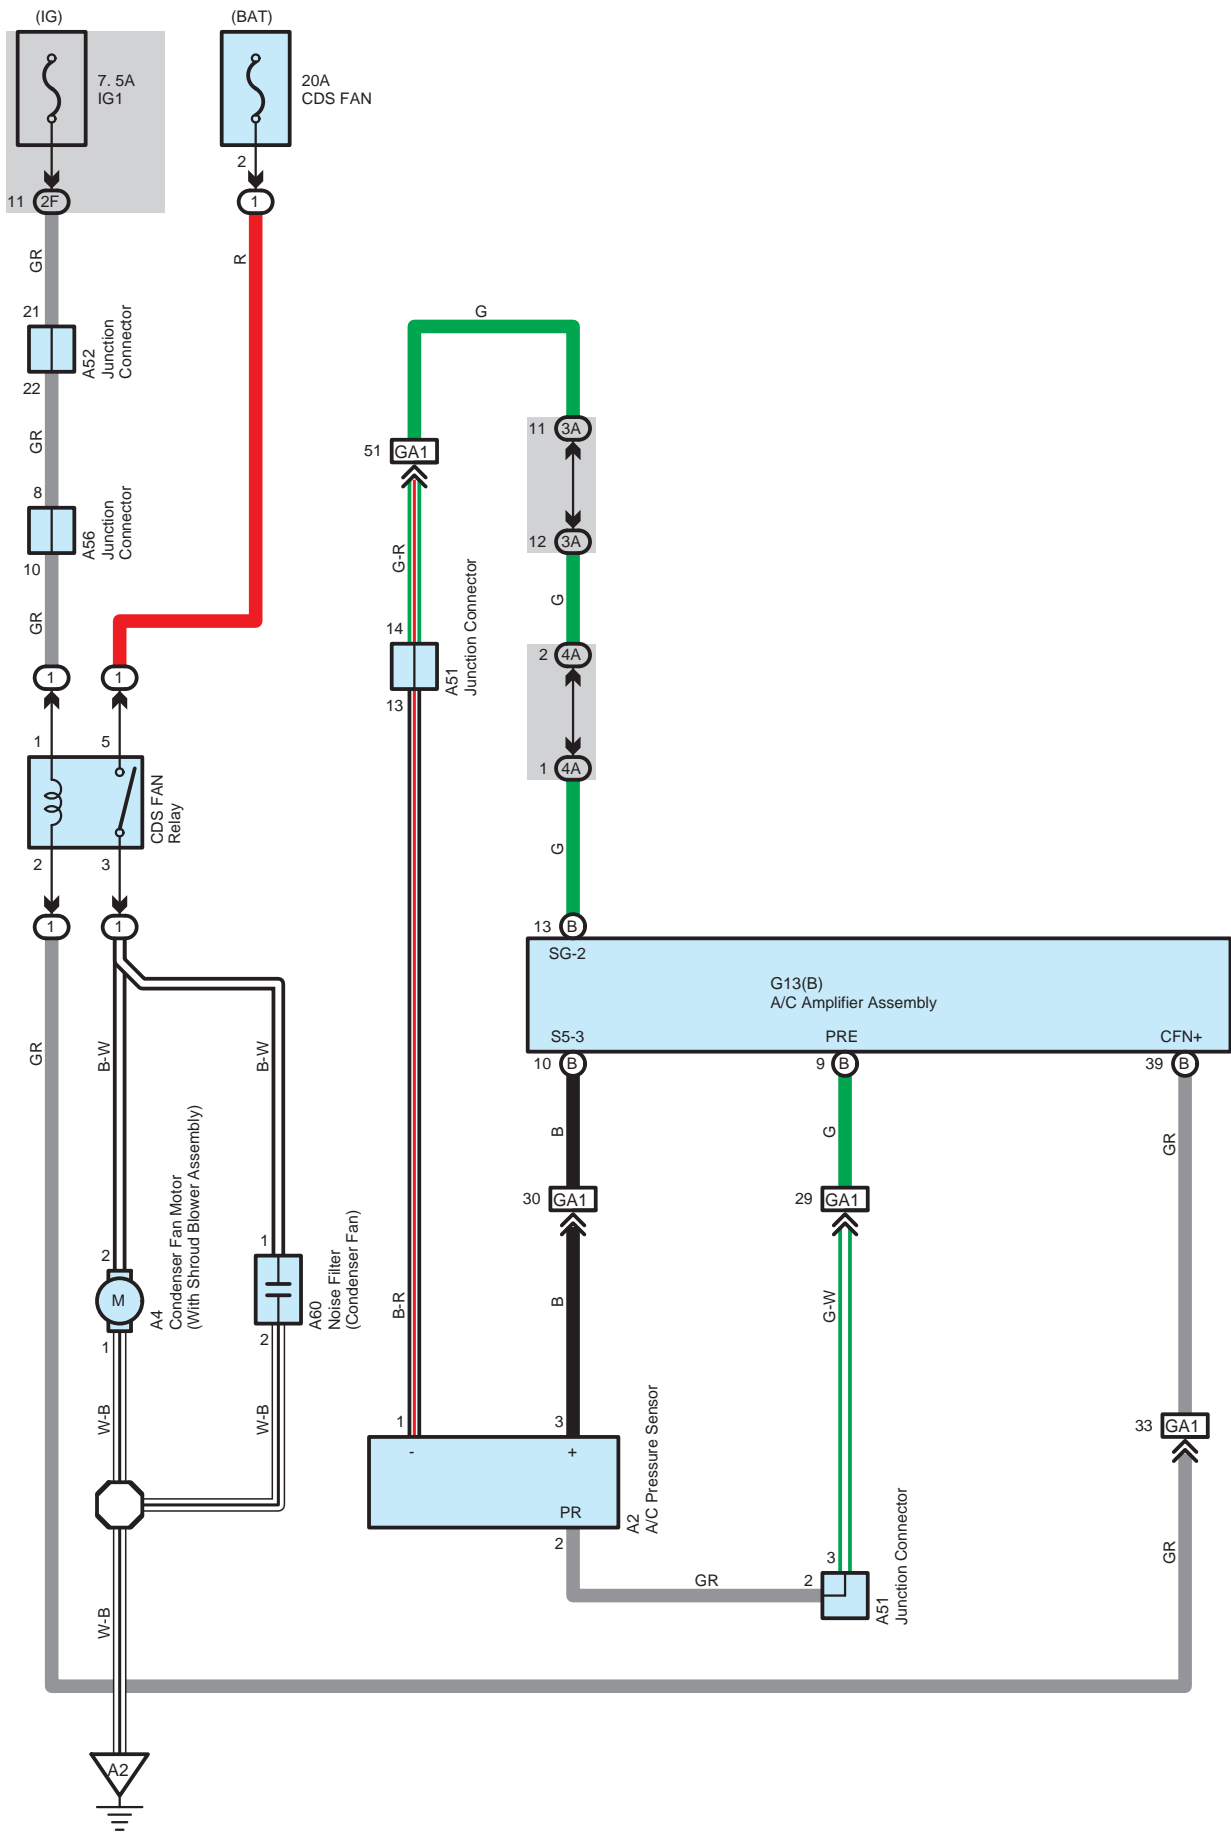 (IG)
(BAT)
7. 5A
IG1
20A
CDS FAN
2
11
2F
1
GR
R
21
A52
Junction
Connector
22
GR
8
A56
Junction
Connector
10
GR
1
1
1
5
CDS FAN
Relay
2
3
1
1
G
51
GA1
11
3A
12
3A
G-R
G
14
A51
Junction Connector
13
2
4A
1
4A
G
13
B
SG-2
G13(B)
A/C Amplifier Assembly
S5-3
PRE
CFN+
10
B
9
B
39
B
GR
B-W
B-W
B
G
GR
30
GA1
29
GA1
2
M
1
A4
Condenser Fan Motor
(With Shroud Blower Assembly)
1
2
A60
Noise Filter
(Condenser Fan)
B-R
B
G-W
W-B
W-B
1
3
-
+
PR
A2
A/C Pressure Sensor
2
33
GA1
GR
GR
2
3
A51
Junction Connector
W-B
A2